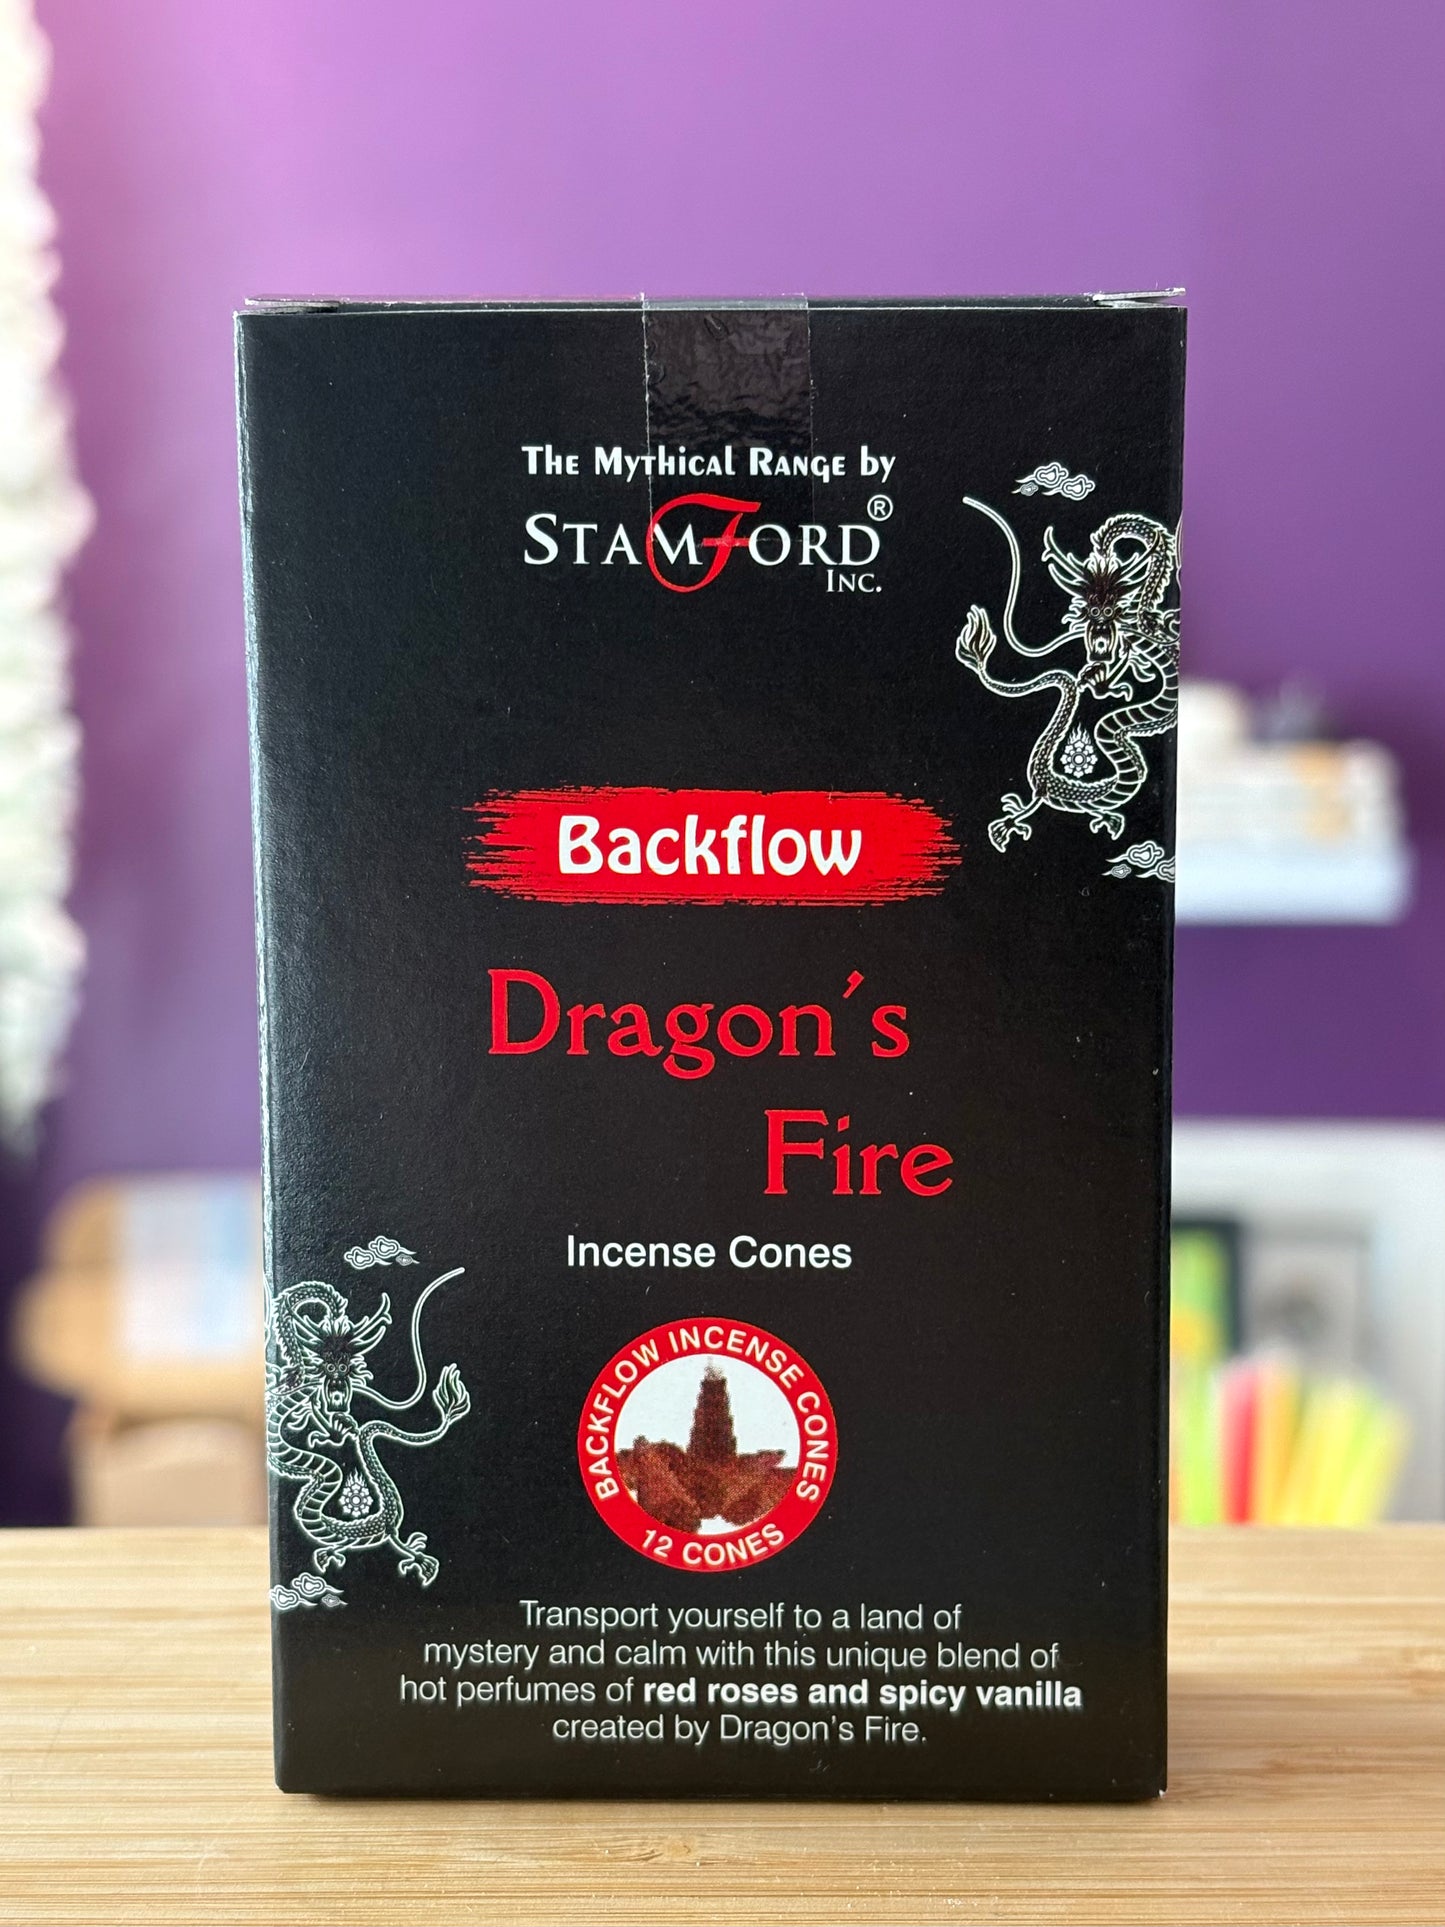 The Mythical Range by
Stamford®
Inc.
Backflow
Dragon's
Fire
Incense Cones
BACKFLOW INCENSE CONES
12 CONES
Transport yourself to a land of
mystery and calm with this unique blend of
hot perfumes of red roses and spicy vanilla
created by Dragon's Fire.